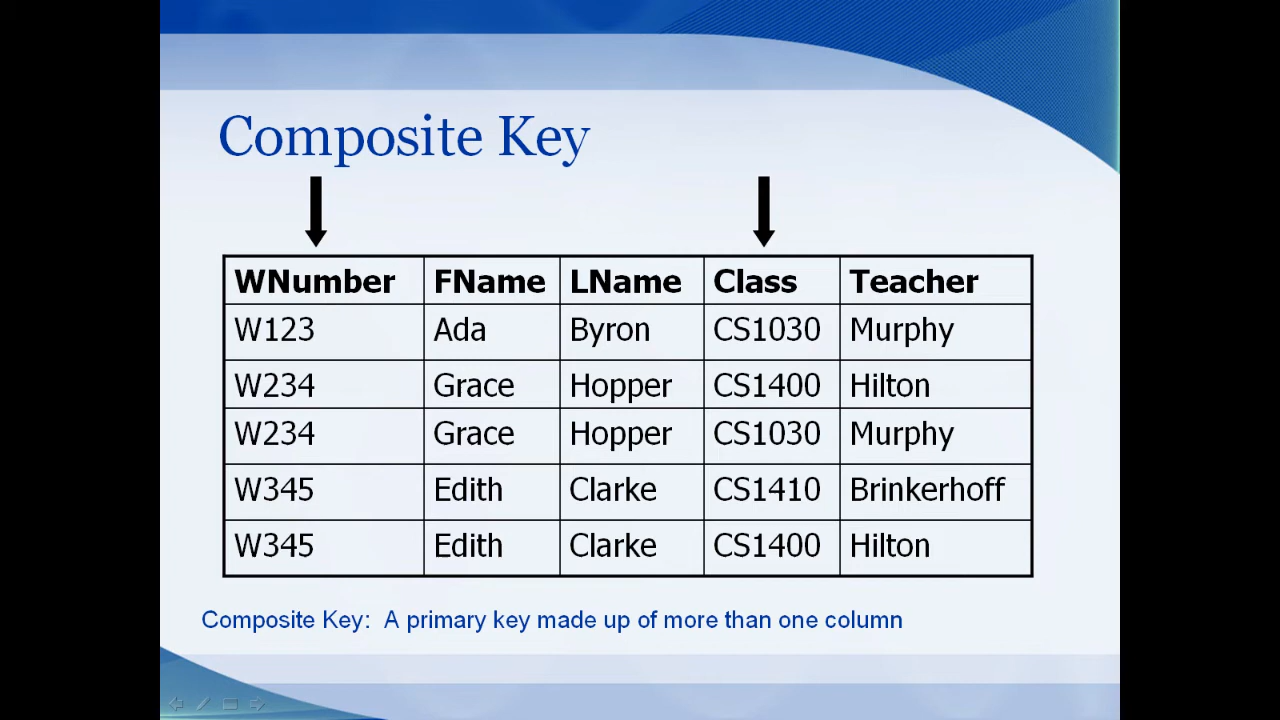 Composite Key
WNumber FName LName Class Teacher
W123 Ada Byron CS1030 Murphy
W234 Grace Hopper CS1400 Hilton
W234 Grace Hopper CS1030 Murphy
W345 Edith Clarke CS1410 Brinkerhoff
W345 Edith Clarke CS1400 Hilton
Composite Key: A primary key made up of more than one column